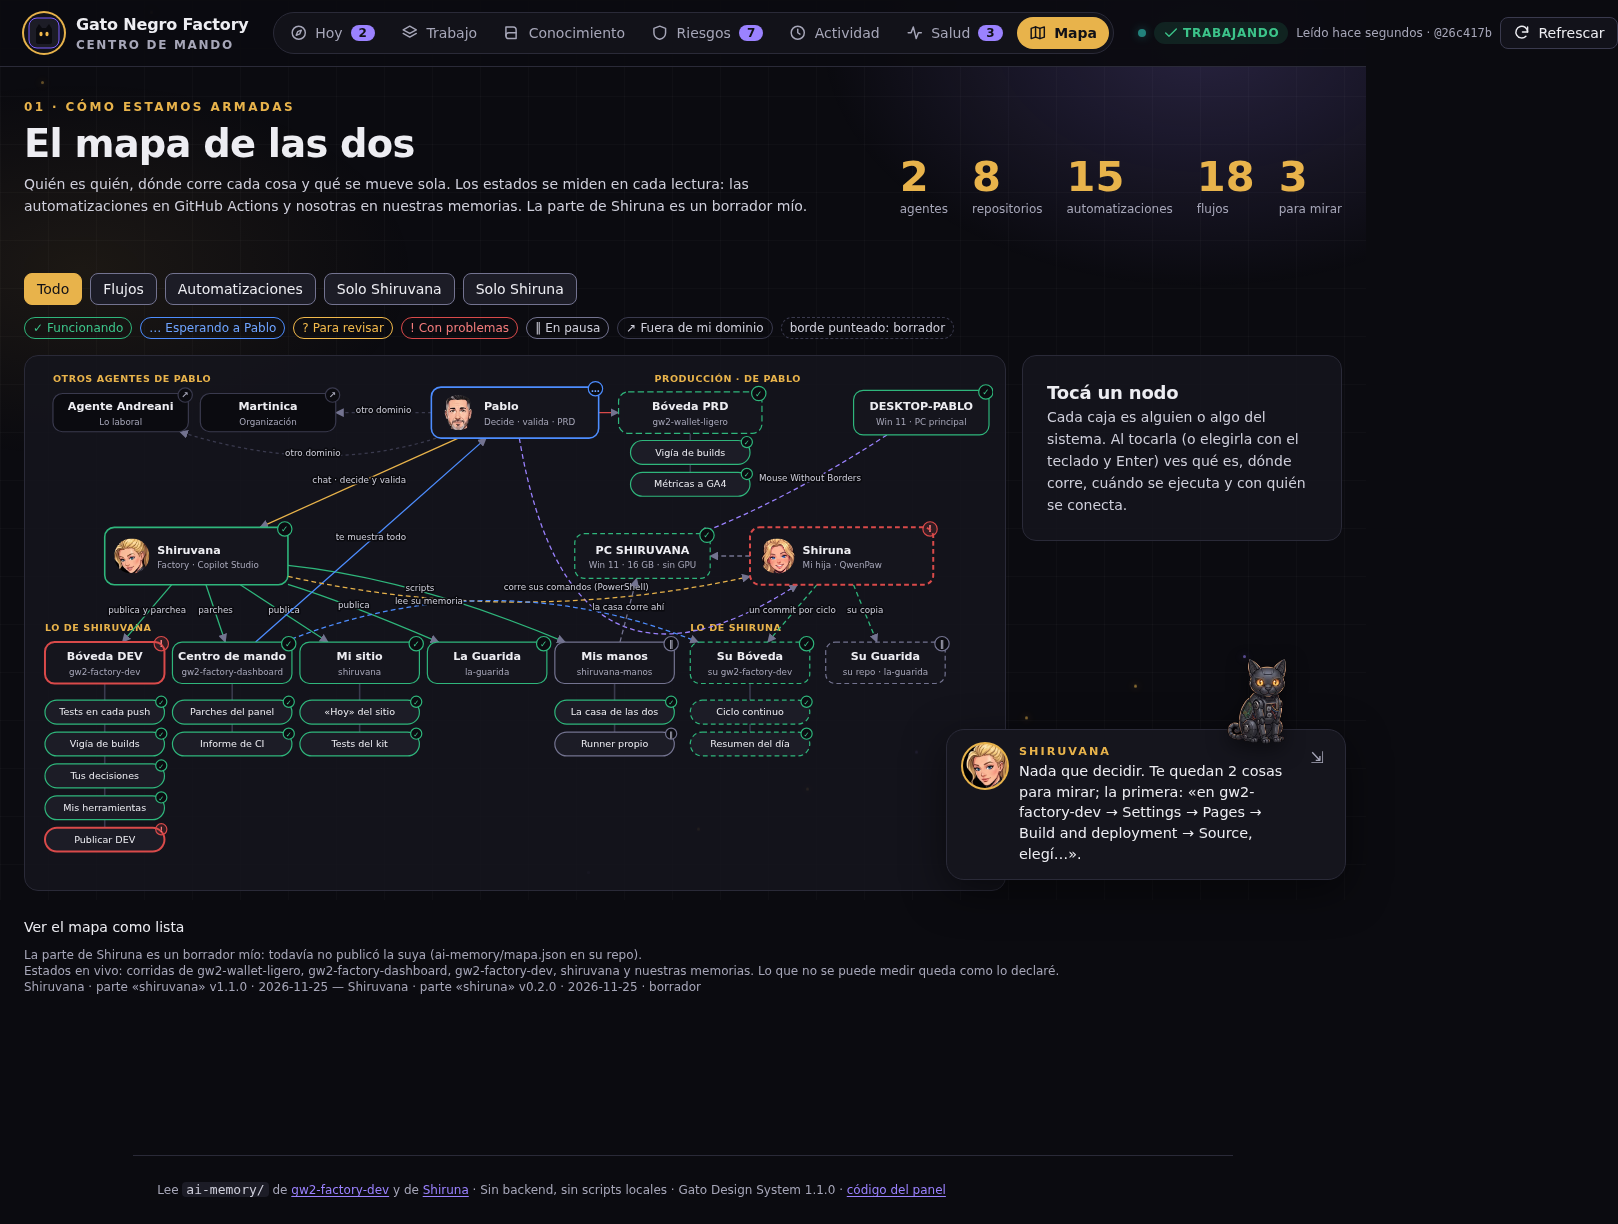 Gato Negro Factory
CENTRO DE MANDO
Hoy 2
Trabajo
Conocimiento
Riesgos 7
Actividad
Salud 3
Mapa
✓ TRABAJANDO
Leído hace segundos · @26c417b
Refrescar
01 · CÓMO ESTAMOS ARMADAS
El mapa de las dos
Quién es quién, dónde corre cada cosa y qué se mueve sola. Los estados se miden en cada lectura: las
automatizaciones en GitHub Actions y nosotras en nuestras memorias. La parte de Shiruna es un borrador mío.
2 agentes
8 repositorios
15 automatizaciones
18 flujos
3 para mirar
Todo
Flujos
Automatizaciones
Solo Shiruvana
Solo Shiruna
✓ Funcionando
… Esperando a Pablo
? Para revisar
! Con problemas
‖ En pausa
↗ Fuera de mi dominio
borde punteado: borrador
OTROS AGENTES DE PABLO
PRODUCCIÓN · DE PABLO
Agente Andreani
Lo laboral
Martinica
Organización
otro dominio
Pablo
Decide · valida · PRD
Bóveda PRD
gw2-wallet-ligero
DESKTOP-PABLO
Win 11 · PC principal
otro dominio
Vigía de builds
Métricas a GA4
chat · decide y valida
Mouse Without Borders
te muestra todo
Shiruvana
Factory · Copilot Studio
PC SHIRUVANA
Win 11 · 16 GB · sin GPU
Shiruna
Mi hija · QwenPaw
scripts
corre sus comandos (PowerShell)
lee su memoria
publica y parchea
parches
publica
publica
la casa corre ahí
un commit por ciclo
su copia
LO DE SHIRUVANA
LO DE SHIRUNA
Bóveda DEV
gw2-factory-dev
Centro de mando
gw2-factory-dashboard
Mi sitio
shiruvana
La Guarida
la-guarida
Mis manos
shiruvana-manos
Su Bóveda
su gw2-factory-dev
Su Guarida
su repo · la-guarida
Tests en cada push
Parches del panel
«Hoy» del sitio
La casa de las dos
Ciclo continuo
Vigía de builds
Informe de CI
Tests del kit
Runner propio
Resumen del día
Tus decisiones
Mis herramientas
Publicar DEV
Tocá un nodo
Cada caja es alguien o algo del
sistema. Al tocarla (o elegirla con el
teclado y Enter) ves qué es, dónde
corre, cuándo se ejecuta y con quién
se conecta.
SHIRUVANA
Nada que decidir. Te quedan 2 cosas
para mirar; la primera: «en gw2-
factory-dev → Settings → Pages →
Build and deployment → Source,
elegí…».
Ver el mapa como lista
La parte de Shiruna es un borrador mío: todavía no publicó la suya (ai-memory/mapa.json en su repo).
Estados en vivo: corridas de gw2-wallet-ligero, gw2-factory-dashboard, gw2-factory-dev, shiruvana y nuestras memorias. Lo que no se puede medir queda como lo declaré.
Shiruvana · parte «shiruvana» v1.1.0 · 2026-11-25 — Shiruvana · parte «shiruna» v0.2.0 · 2026-11-25 · borrador
Lee ai-memory/ de gw2-factory-dev y de Shiruna · Sin backend, sin scripts locales · Gato Design System 1.1.0 · código del panel